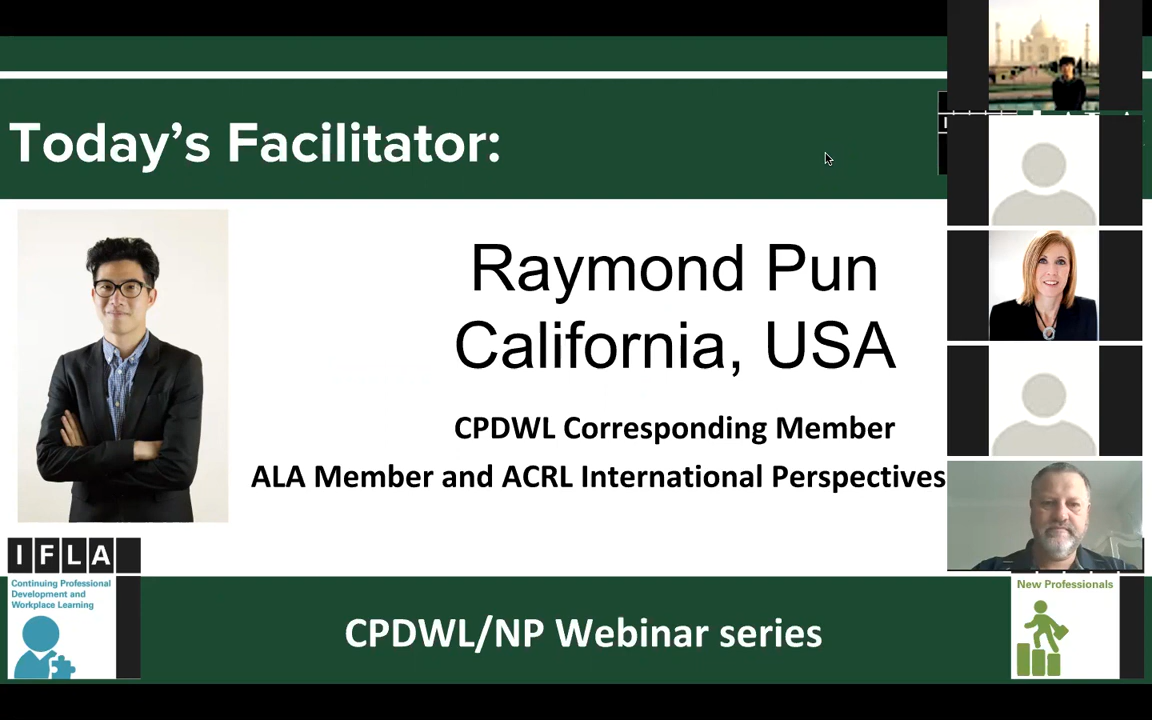 Today's Facilitator:
Raymond Pun
California, USA
CPDWL Corresponding Member
ALA Member and ACRL International Perspectives
IFLA
Continuing Professional
Development and
Workplace Learning
CPDWL/NP Webinar series
New Professionals